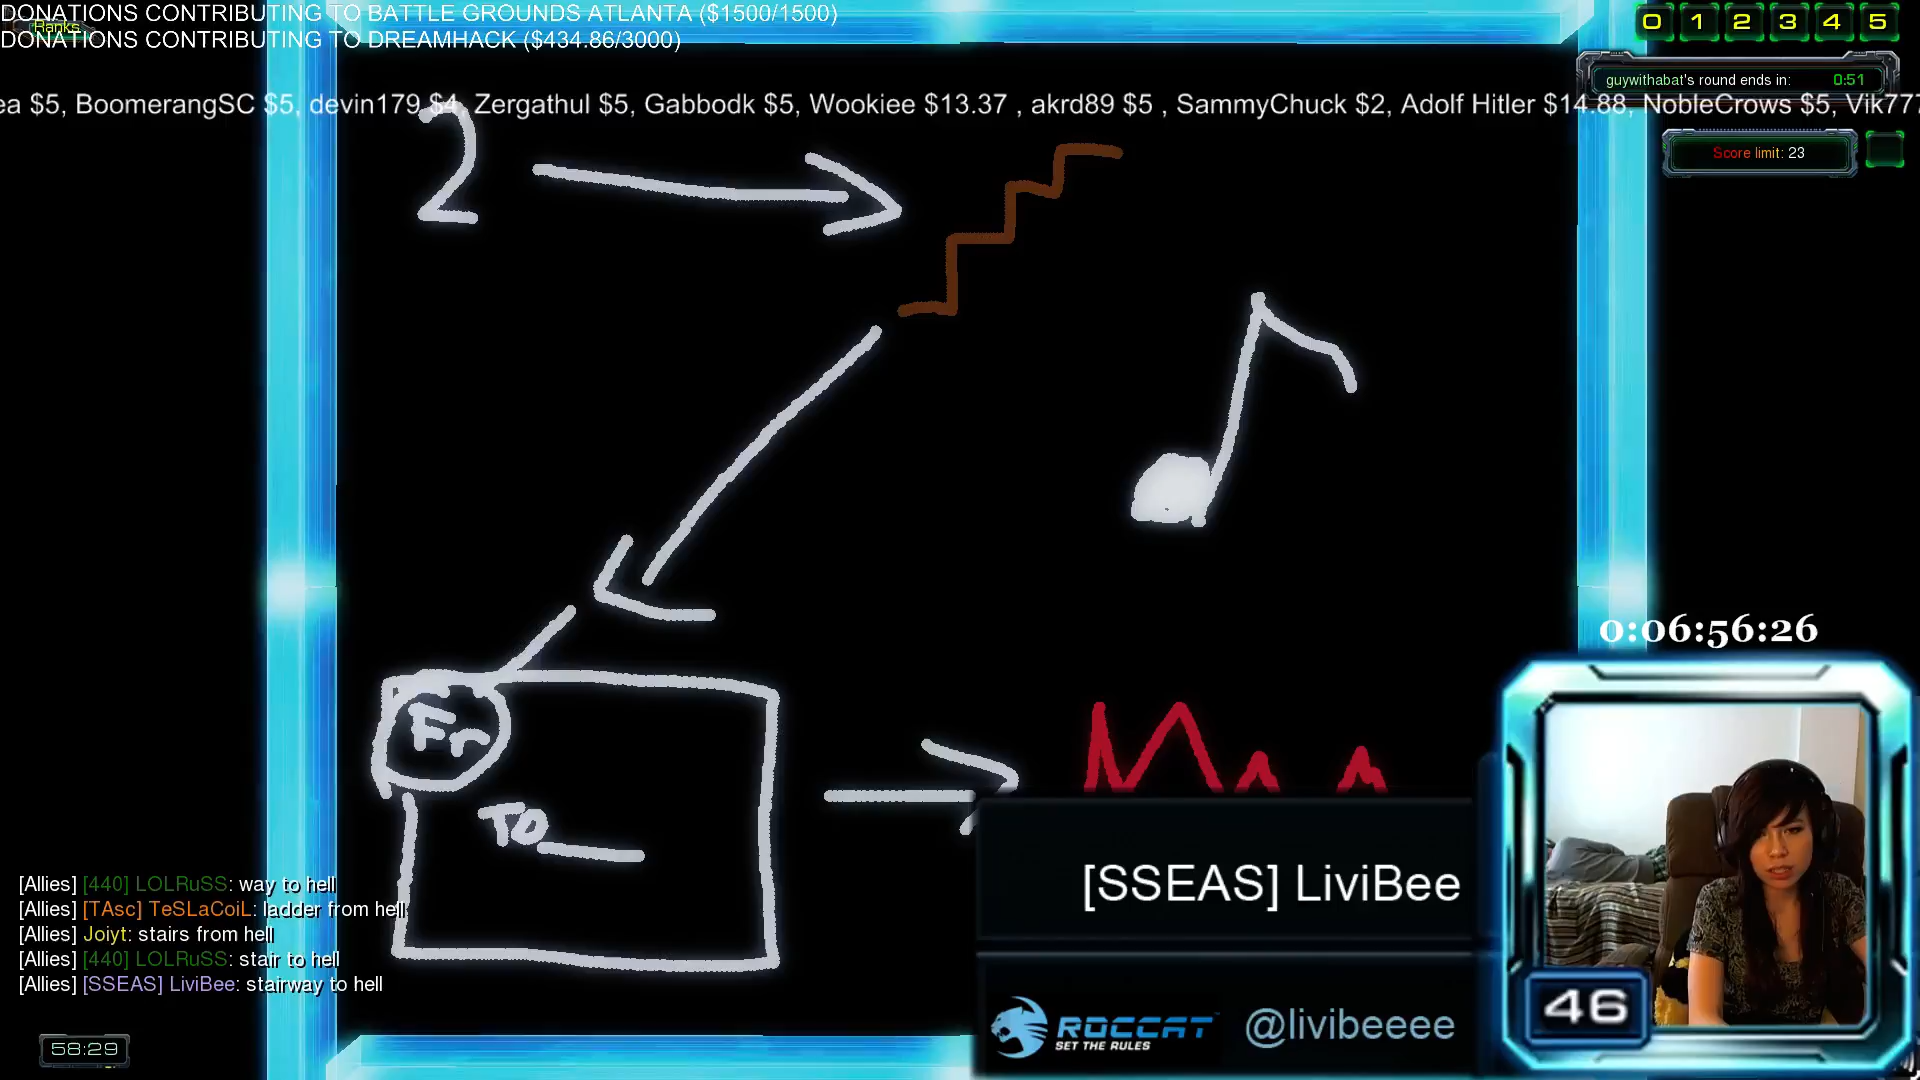 DONATIONS CONTRIBUTING TO BATTLE GROUNDS ATLANTA ($1500/1500)
Ranks
DONATIONS CONTRIBUTING TO DREAMHACK ($434.86/3000)
0 1 2 3 4 5
guywithabat's round ends in: 0:51
ea $5, BoomerangSC $5, devin179 $4, Zergathul $5, Gabbodk $5, Wookiee $13.37 , akrd89 $5 , SammyChuck $2, Adolf Hitler $14.88, NobleCrows $5, Vik777
Score limit: 23
2
0:06:56:26
Fr
TO
[Allies] [440] LOLRuSS: way to hell
[Allies] [TAsc] TeSLaCoiL: ladder from hell
[Allies] Joiyt: stairs from hell
[Allies] [440] LOLRuSS: stair to hell
[Allies] [SSEAS] LiviBee: stairway to hell
[SSEAS] LiviBee
46
ROCCAT
SET THE RULES
@livibeeee
58:29